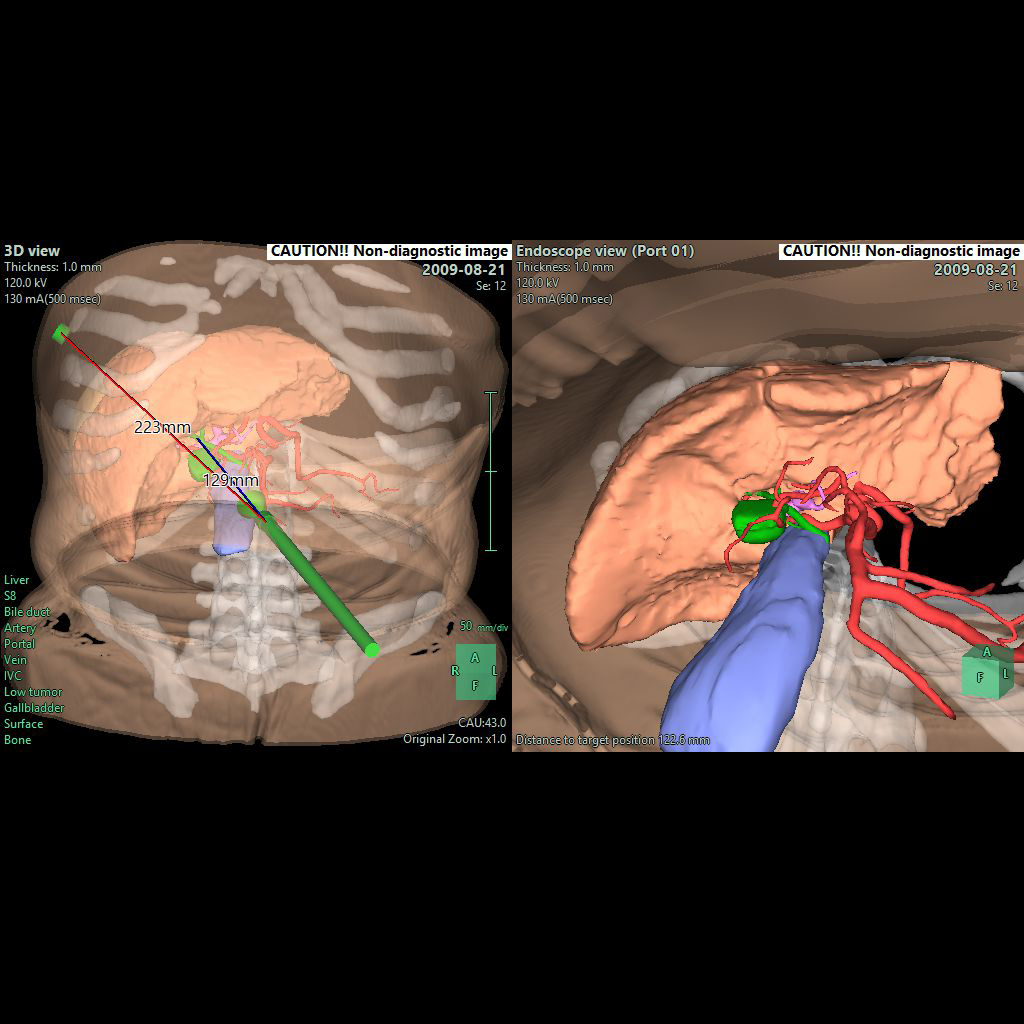 3D view
CAUTION!! Non-diagnostic image
Thickness: 1.0 mm
2009-08-21
120.0 kV
Se: 12
130 mA(500 msec)
223mm
129mm
Liver
S8
Bile duct
Artery
Portal
Vein
IVC
Low tumor
Gallbladder
Surface
Bone
50 mm/div
A
R
L
F
CAU:43.0
Original Zoom: x1.0
Endoscope view (Port 01)
CAUTION!! Non-diagnostic image
Thickness: 1.0 mm
2009-08-21
120.0 kV
Se: 12
130 mA(500 msec)
A
F
L
Distance to target position 122.6 mm